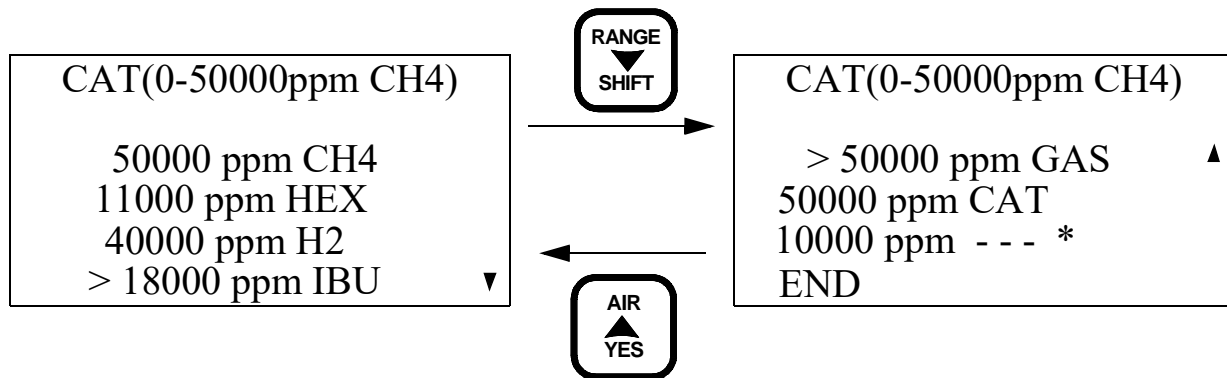 CAT(0-50000ppm CH4)
50000 ppm CH4
11000 ppm HEX
40000 ppm H2
> 18000 ppm IBU
RANGE
SHIFT
AIR
YES
CAT(0-50000ppm CH4)
> 50000 ppm GAS
50000 ppm CAT
10000 ppm - - - *
END